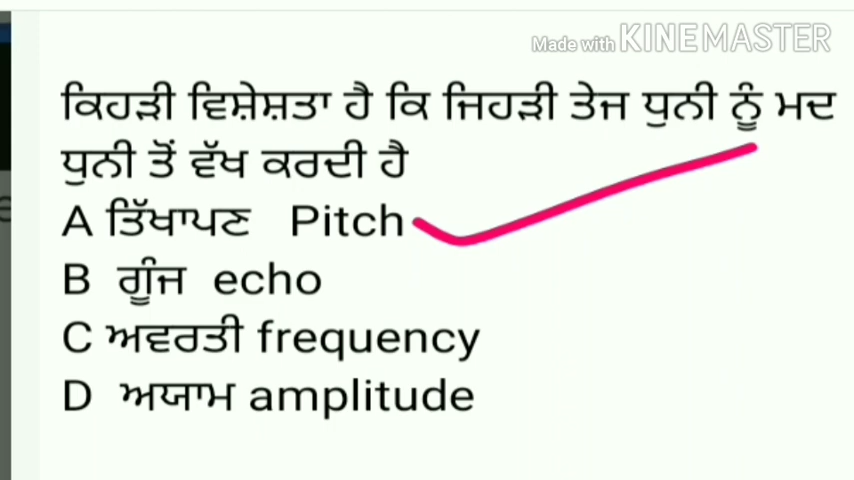 Made with KINEMASTER
ਕਿਹੜੀ ਵਿਸ਼ੇਸ਼ਤਾ ਹੈ ਕਿ ਜਿਹੜੀ ਤੇਜ ਧੁਨੀ ਨੂੰ ਮਦ
ਧੁਨੀ ਤੋਂ ਵੱਖ ਕਰਦੀ ਹੈ
A ਤਿੱਖਾਪਣ Pitch
B ਗੂੰਜ echo
C ਅਵਰਤੀ frequency
D ਅਯਾਮ amplitude